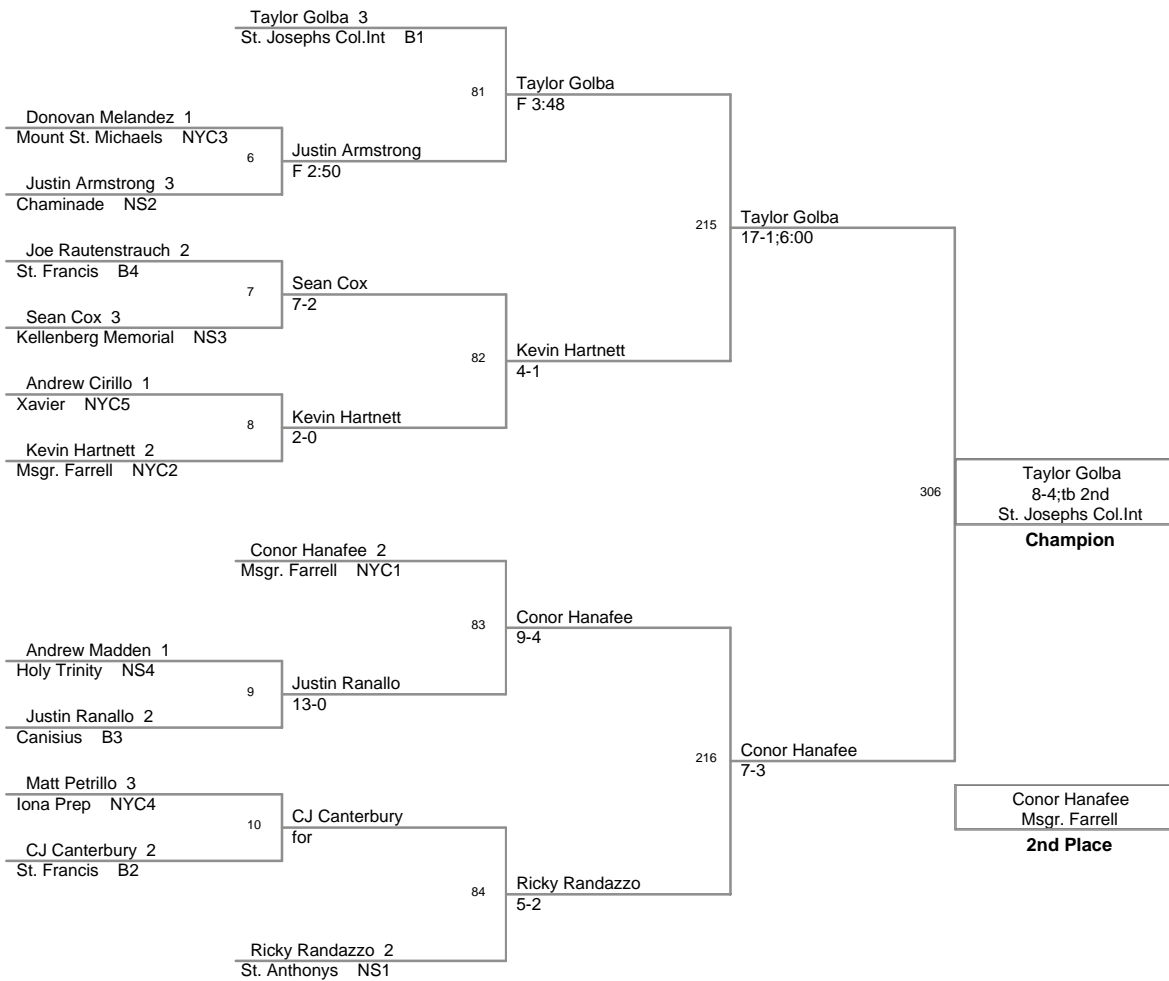 Taylor Golba 3
St. Josephs Col.Int B1
81
Taylor Golba
F 3:48
Donovan Melandez 1
Mount St. Michaels NYC3
6
Justin Armstrong
F 2:50
Justin Armstrong 3
Chaminade NS2
215
Taylor Golba
17-1;6:00
Joe Rautenstrauch 2
St. Francis B4
7
Sean Cox
7-2
Sean Cox 3
Kellenberg Memorial NS3
82
Kevin Hartnett
4-1
Andrew Cirillo 1
Xavier NYC5
8
Kevin Hartnett
2-0
Kevin Hartnett 2
Msgr. Farrell NYC2
306
Taylor Golba
8-4;tb 2nd
St. Josephs Col.Int
Champion
Conor Hanafee 2
Msgr. Farrell NYC1
83
Conor Hanafee
9-4
Andrew Madden 1
Holy Trinity NS4
9
Justin Ranallo
13-0
Justin Ranallo 2
Canisius B3
216
Conor Hanafee
7-3
Matt Petrillo 3
Iona Prep NYC4
10
CJ Canterbury
for
CJ Canterbury 2
St. Francis B2
84
Ricky Randazzo
5-2
Ricky Randazzo 2
St. Anthonys NS1
Conor Hanafee
Msgr. Farrell
2nd Place